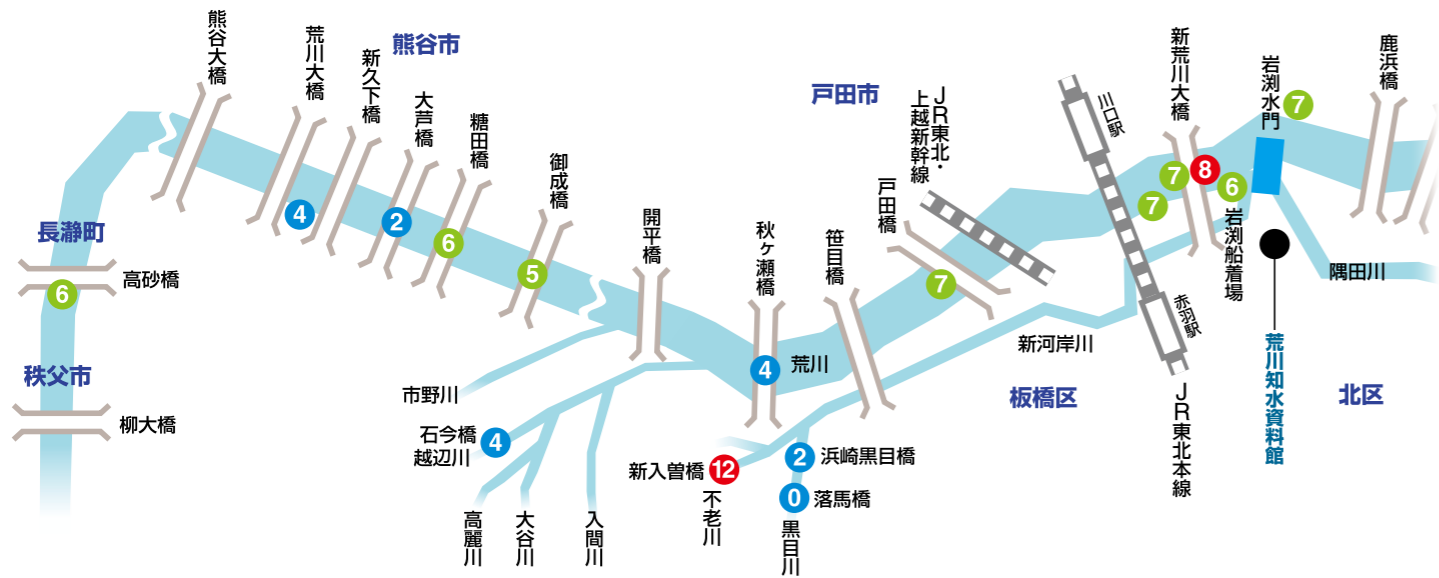 熊谷大橋
荒川大橋
新久下橋
熊谷市
大芦橋
糖田橋
御成橋
開平橋
秋ヶ瀬橋
笹目橋
戸田市
戸田橋
JR東北・
上越新幹線
川口駅
新荒川大橋
岩渕水門
鹿浜橋
7
7
8
6
7
岩渕船着場
4
2
6
5
7
長瀞町
高砂橋
6
隅田川
赤羽駅
荒川知水資料館
新河岸川
4
荒川
秩父市
柳大橋
市野川
板橋区
JR東北本線
北区
石今橋
越辺川
4
新入曽橋
12
不老川
2
浜崎黒目橋
0
落馬橋
黒目川
高麗川
大谷川
入間川